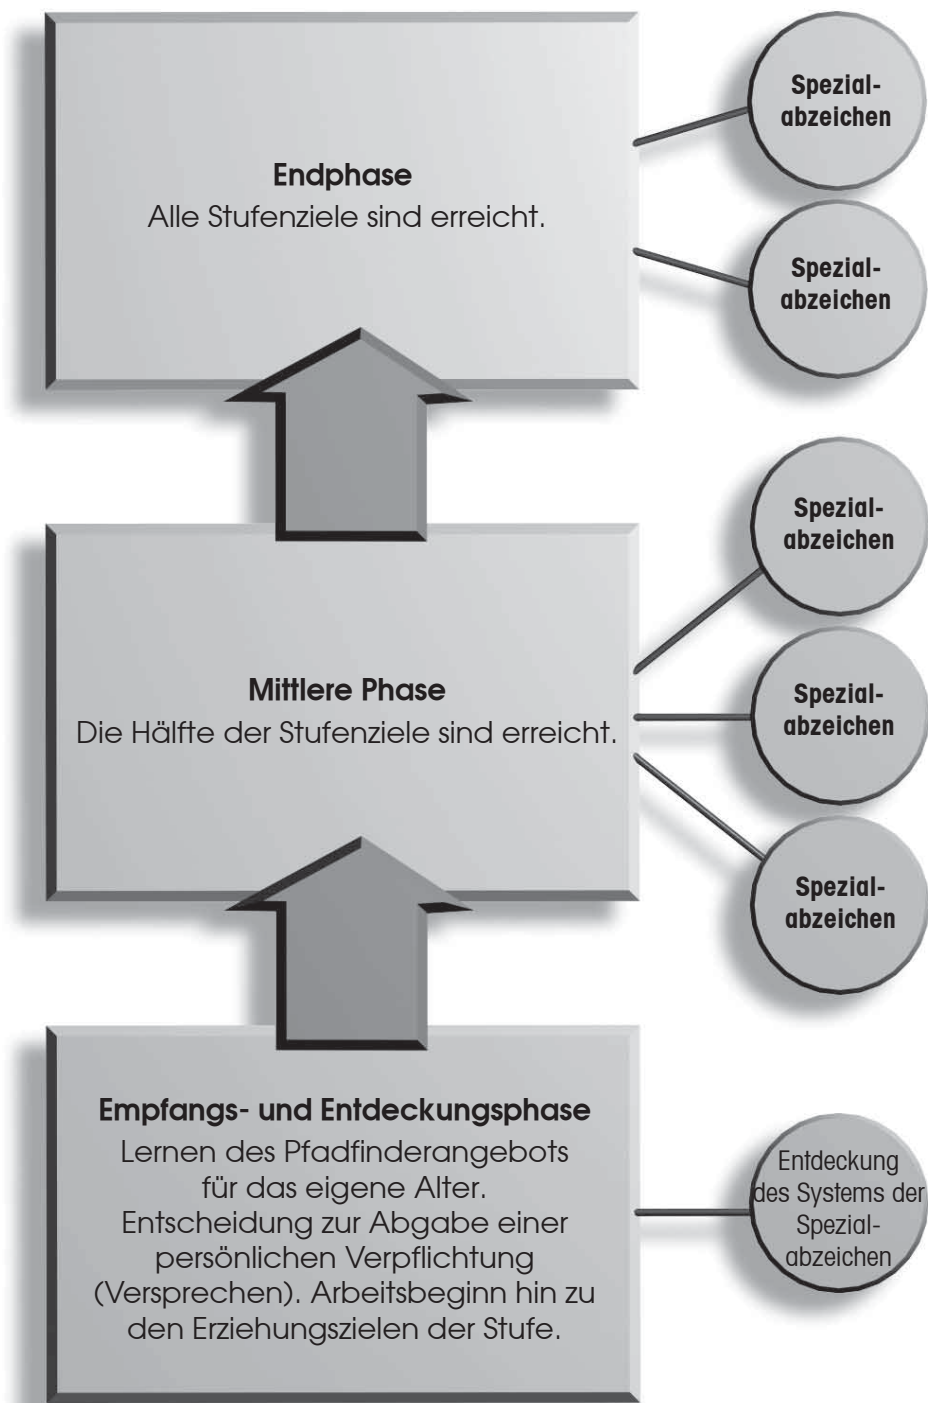 Spezial-
abzeichen
Endphase
Alle Stufenziele sind erreicht.
Spezial-
abzeichen
Spezial-
abzeichen
Mittlere Phase
Die Hälfte der Stufenziele sind erreicht.
Spezial-
abzeichen
Spezial-
abzeichen
Empfangs- und Entdeckungsphase
Lernen des Pfadfinderangebots
für das eigene Alter.
Entscheidung zur Abgabe einer
persönlichen Verpflichtung
(Versprechen). Arbeitsbeginn hin zu
den Erziehungszielen der Stufe.
Entdeckung
des Systems der
Spezial-
abzeichen